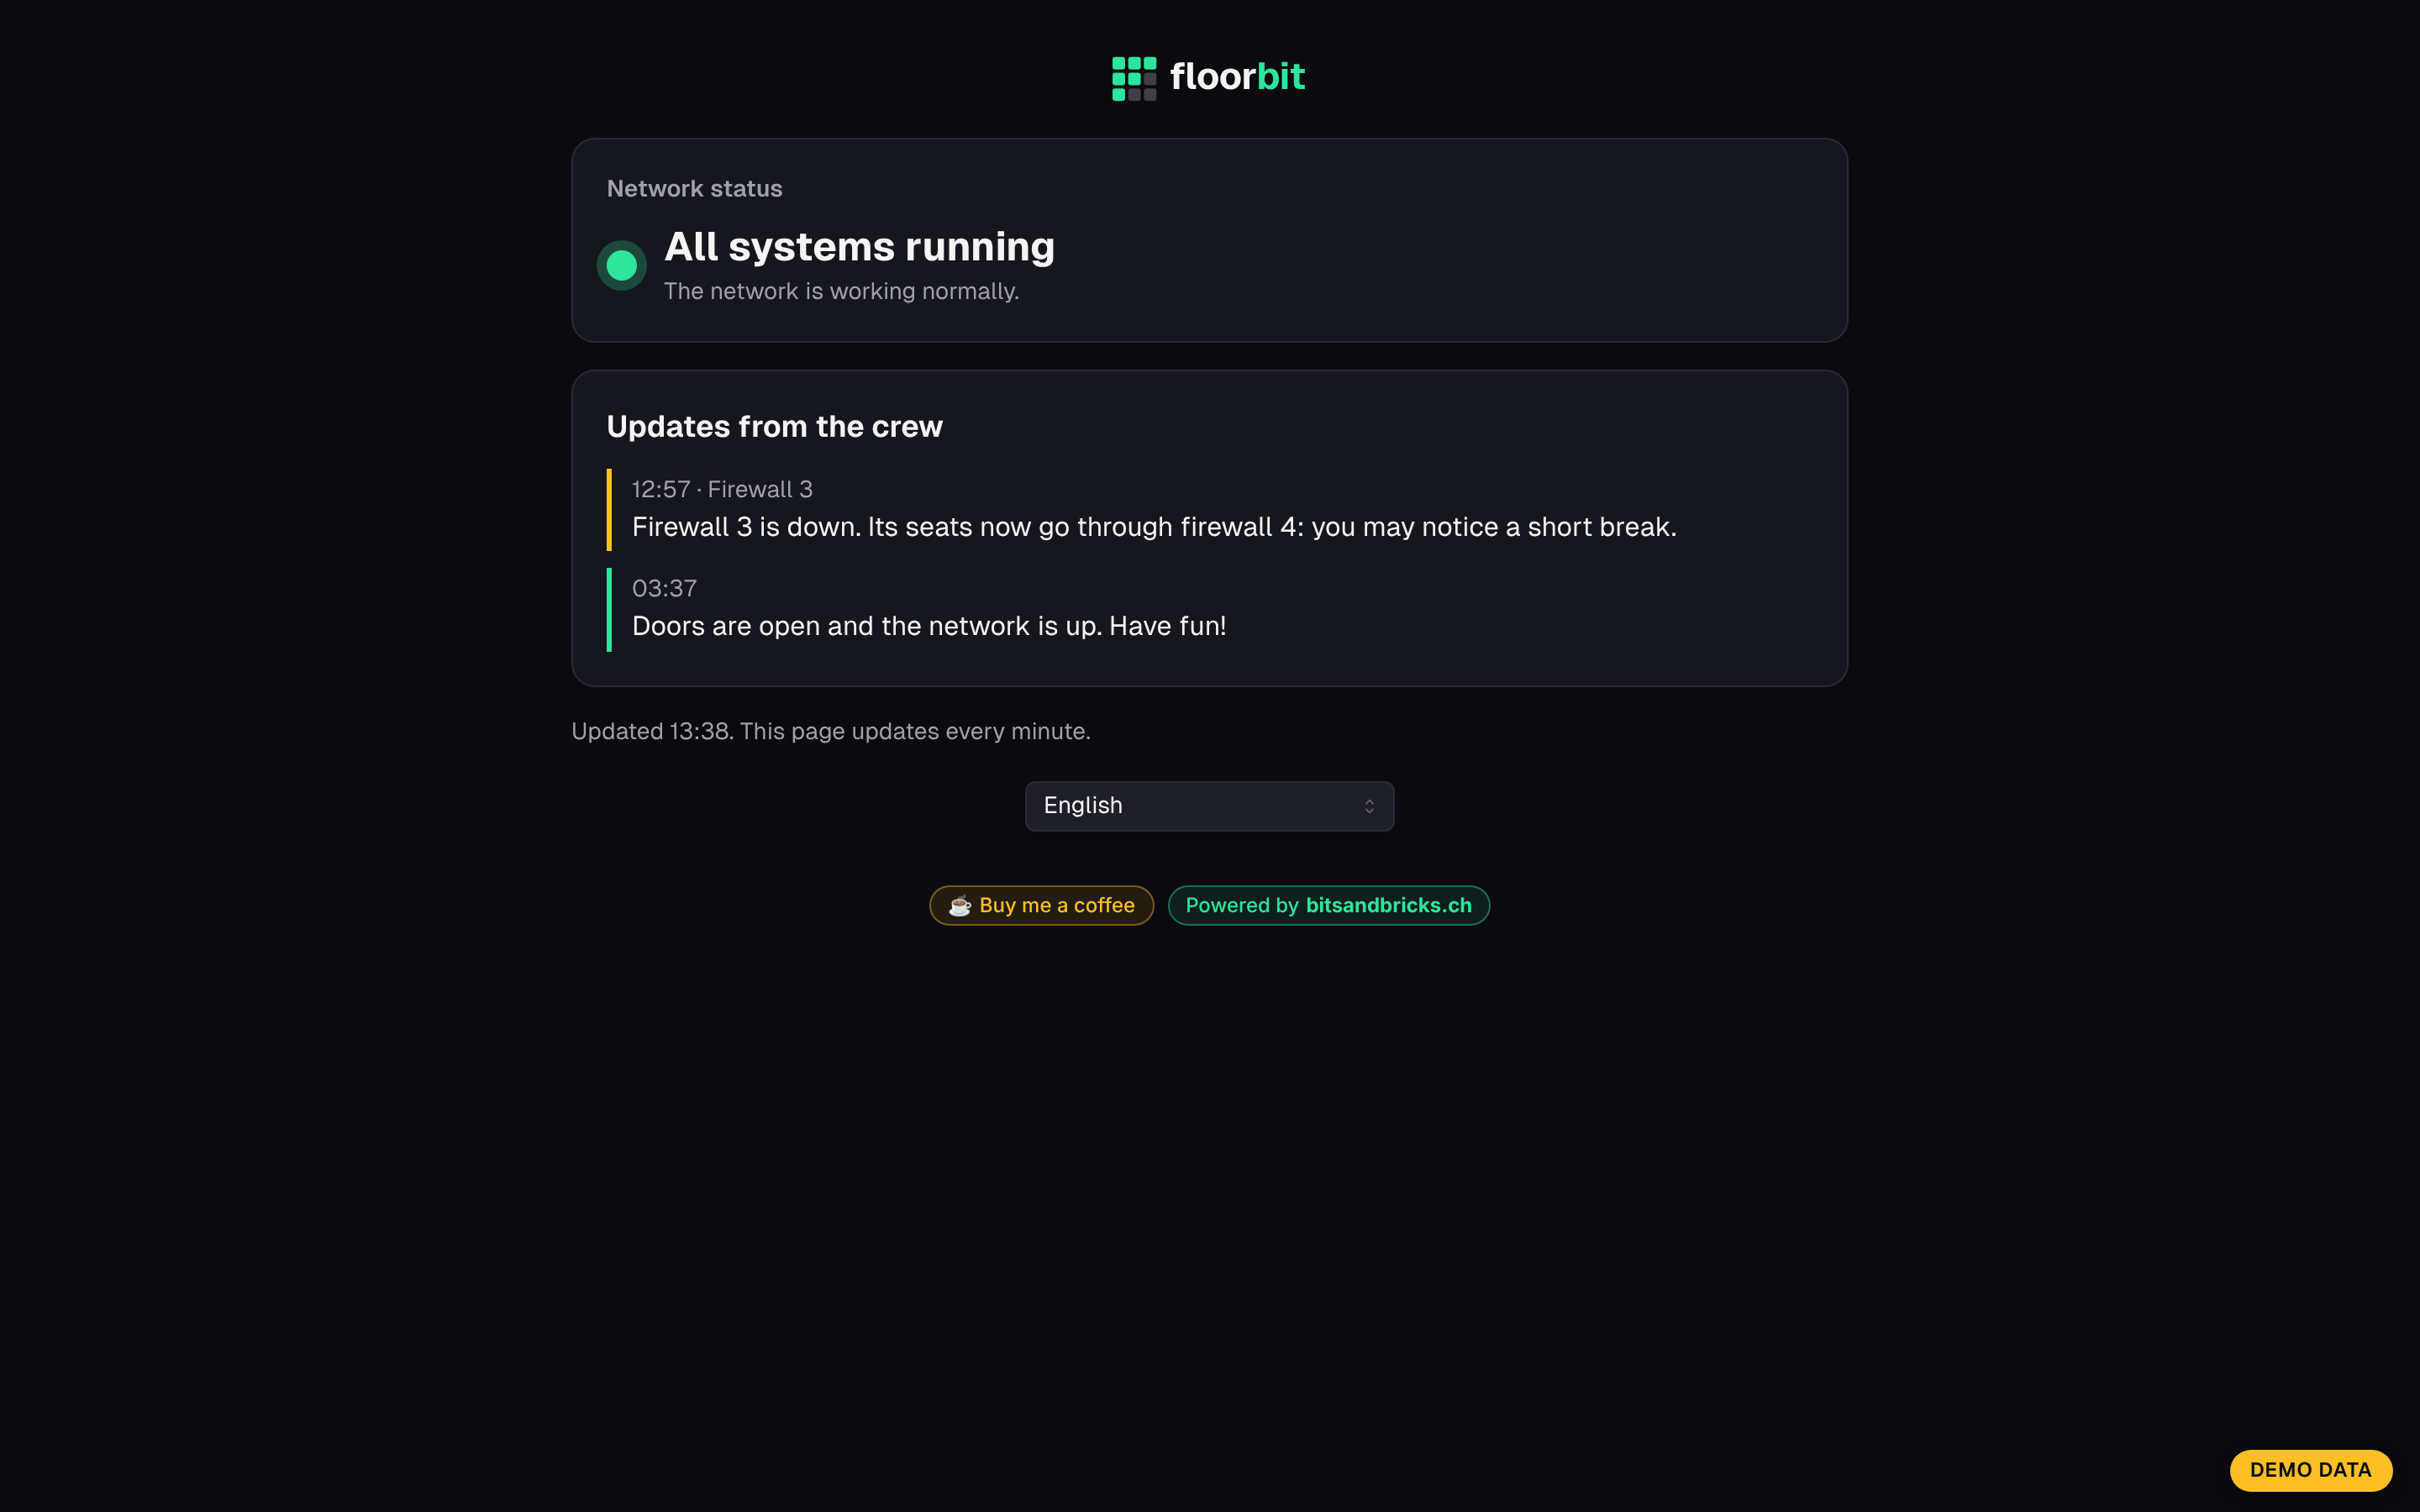 floorbit
Network status
All systems running
The network is working normally.
Updates from the crew
12:57 · Firewall 3
Firewall 3 is down. Its seats now go through firewall 4: you may notice a short break.
03:37
Doors are open and the network is up. Have fun!
Updated 13:38. This page updates every minute.
English
☕ Buy me a coffee
Powered by bitsandbricks.ch
DEMO DATA